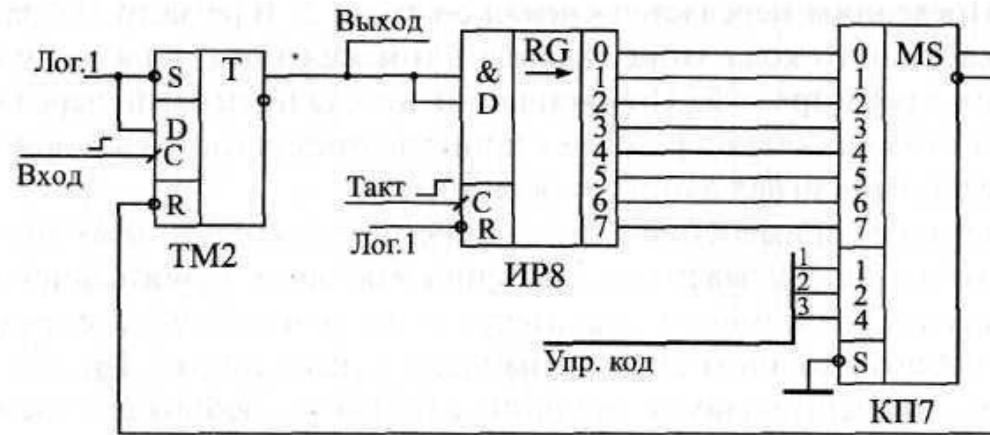 Выход
Лог.1
S T
D
C
Вход
R
ТМ2
& RG 0
D 1
2
3
4
5
6
7
Такт
C
R
Лог.1
ИР8
0 MS
1
2
3
4
5
6
7
1 1
2 2
3 4
Упр. код
S
КП7